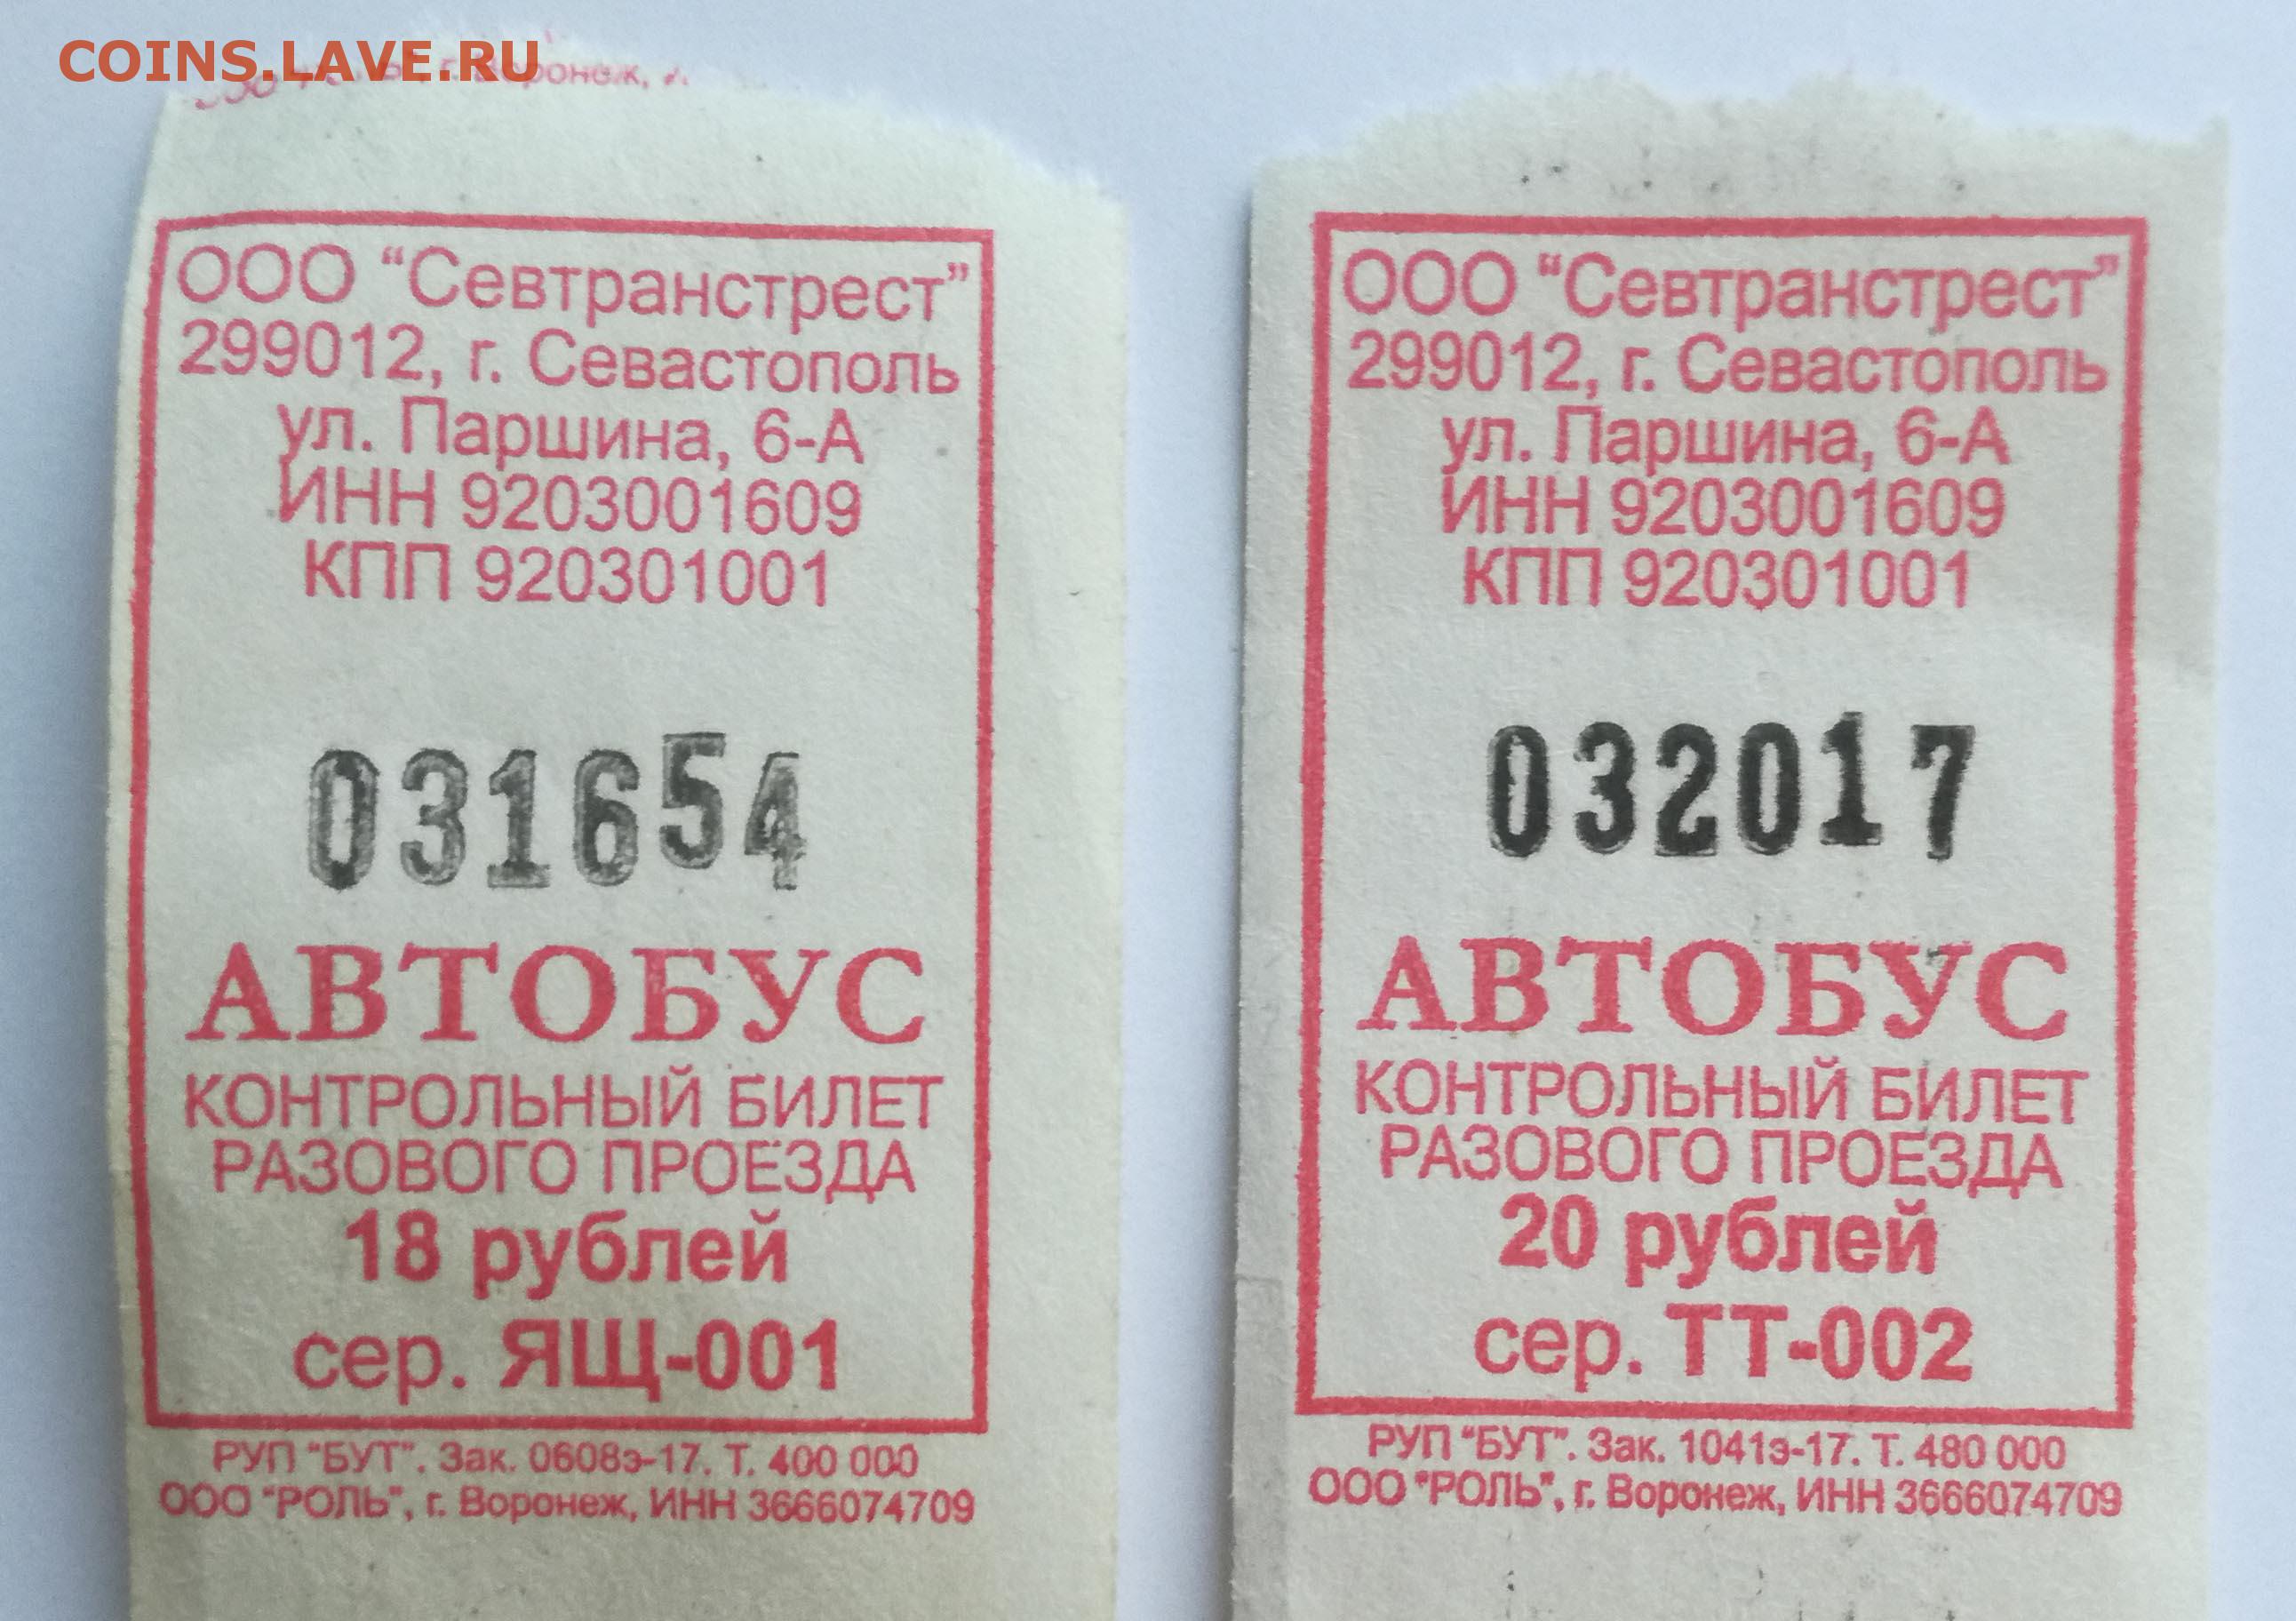 COINS.LAVE.RU
г. Воронеж,
ООО “Севтранстрест”
299012, г. Севастополь
ул. Паршина, 6-А
ИНН 9203001609
КПП 920301001
031654
АВТОБУС
КОНТРОЛЬНЫЙ БИЛЕТ
РАЗОВОГО ПРОЕЗДА
18 рублей
сер. ЯЩ-001
РУП "БУТ". Зак. 0608э-17. Т. 400 000
ООО "РОЛЬ", г. Воронеж, ИНН 3666074709
ООО “Севтранстрест”
299012, г. Севастополь
ул. Паршина, 6-А
ИНН 9203001609
КПП 920301001
032017
АВТОБУС
КОНТРОЛЬНЫЙ БИЛЕТ
РАЗОВОГО ПРОЕЗДА
20 рублей
сер. ТТ-002
РУП "БУТ". Зак. 1041э-17. Т. 480 000
ООО "РОЛЬ", г. Воронеж, ИНН 3666074709